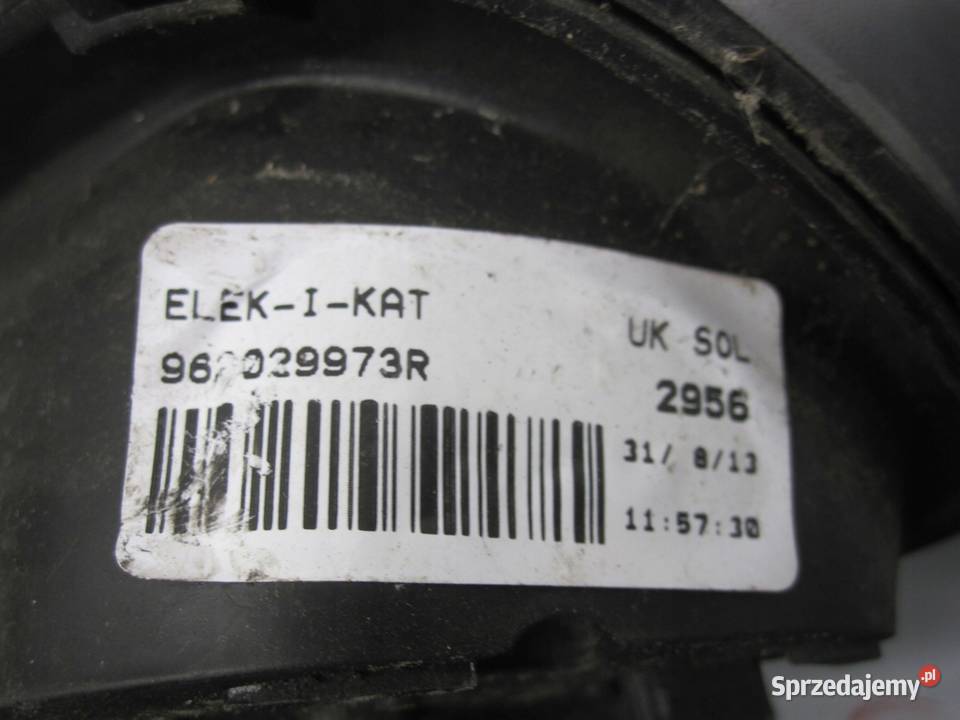 ELEK-I-KAT
UK SOL
2956
31/ 8/13
11:57:30
Sprzedajemy.pl